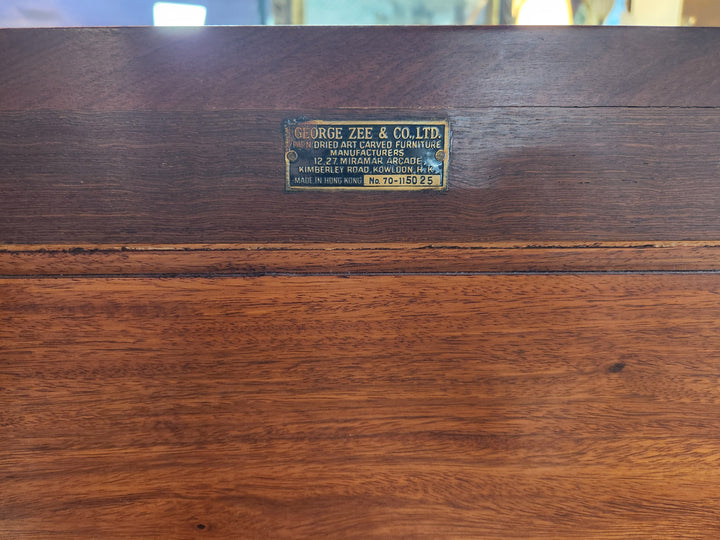 GEORGE ZEE & CO., LTD.
DRIED ART CARVED FURNITURE
MANUFACTURERS
12, 27, MIRAMAR ARCADE,
KIMBERLEY ROAD, KOWLOON, H.K.
MADE IN HONG KONG No. 70-115025